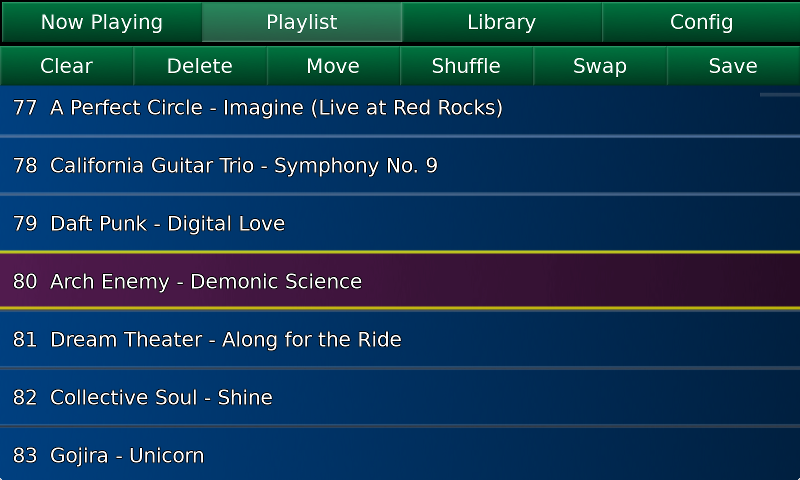 Now Playing Playlist Library Config
Clear Delete Move Shuffle Swap Save
77 A Perfect Circle - Imagine (Live at Red Rocks)
78 California Guitar Trio - Symphony No. 9
79 Daft Punk - Digital Love
80 Arch Enemy - Demonic Science
81 Dream Theater - Along for the Ride
82 Collective Soul - Shine
83 Gojira - Unicorn